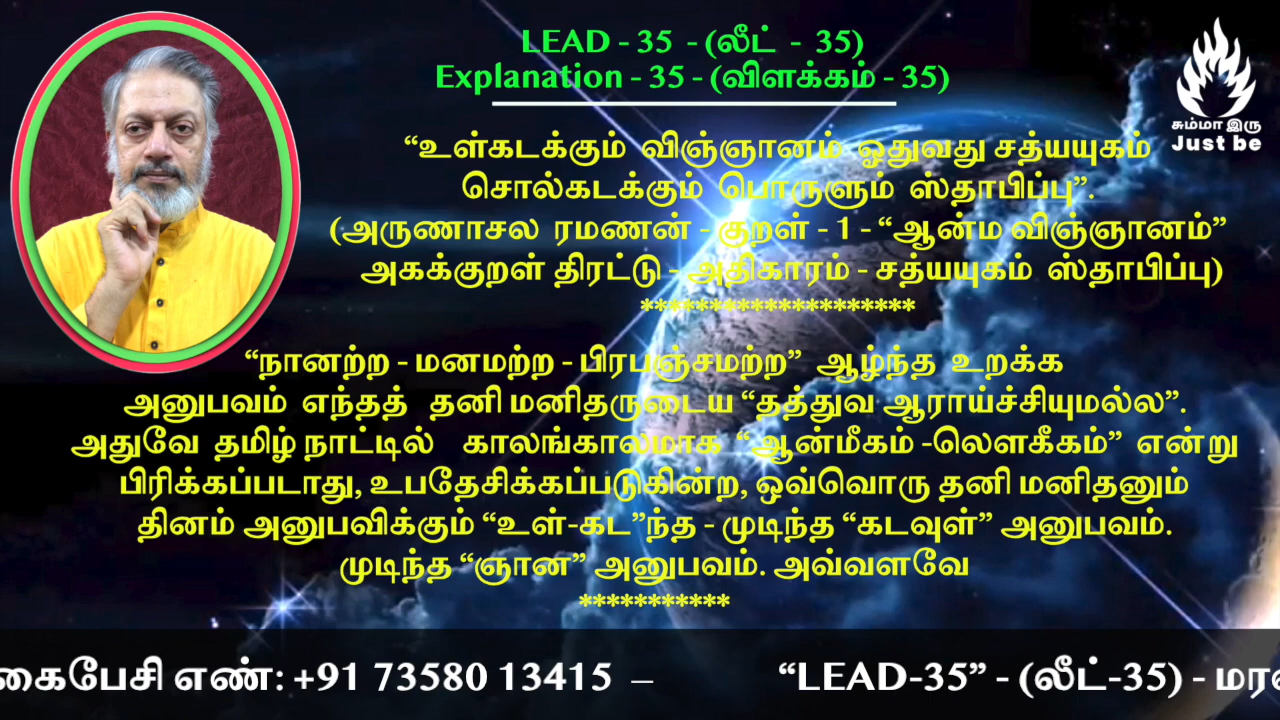 LEAD - 35 - (லீட் - 35)
Explanation - 35 - (விளக்கம் - 35)
சும்மா இரு
Just be
“உள்கடக்கும் விஞ்ஞானம் ஓதுவது சத்யயுகம்
சொல்கடக்கும் பொருளும் ஸ்தாபிப்பு”.
(அருணாசல ரமணன் - குறள் - 1 - “ஆன்ம விஞ்ஞானம்”
அகக்குறள் திரட்டு - அதிகாரம் - சத்யயுகம் ஸ்தாபிப்பு)
********************
“நானற்ற - மனமற்ற - பிரபஞ்சமற்ற” ஆழ்ந்த உறக்க
அனுபவம் எந்தத் தனி மனிதருடைய “தத்துவ ஆராய்ச்சியுமல்ல”.
அதுவே தமிழ் நாட்டில் காலங்காலமாக “ஆன்மீகம் -லௌகீகம்” என்று
பிரிக்கப்படாது, உபதேசிக்கப்படுகின்ற, ஒவ்வொரு தனி மனிதனும்
தினம் அனுபவிக்கும் “உள்-கட”ந்த - முடிந்த “கடவுள்” அனுபவம்.
முடிந்த “ஞான” அனுபவம். அவ்வளவே
***********
கைபேசி எண்: +91 73580 13415 – “LEAD-35” - (லீட்-35) -